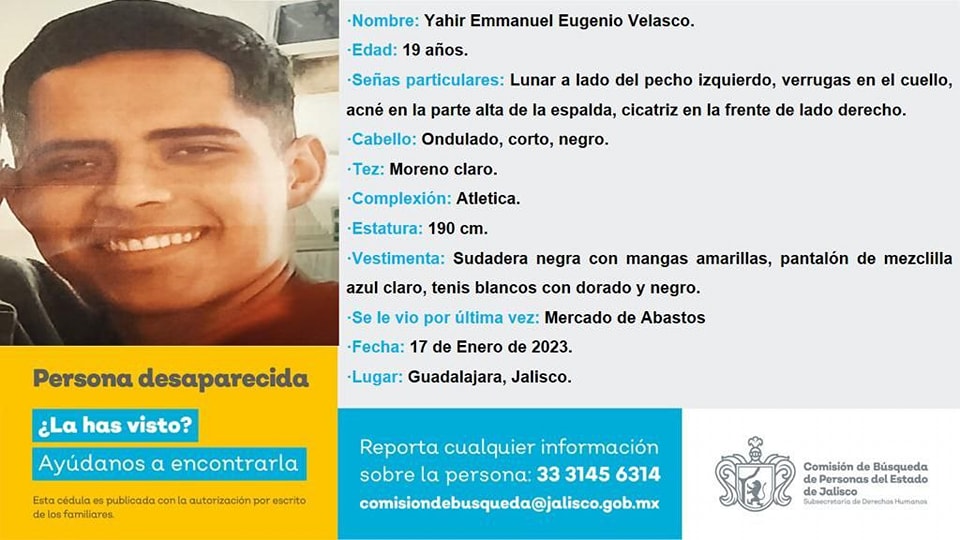 ·Nombre: Yahir Emmanuel Eugenio Velasco.
·Edad: 19 años.
·Señas particulares: Lunar a lado del pecho izquierdo, verrugas en el cuello,
acné en la parte alta de la espalda, cicatriz en la frente de lado derecho.
·Cabello: Ondulado, corto, negro.
·Tez: Moreno claro.
·Complexión: Atletica.
·Estatura: 190 cm.
·Vestimenta: Sudadera negra con mangas amarillas, pantalón de mezclilla
azul claro, tenis blancos con dorado y negro.
·Se le vio por última vez: Mercado de Abastos
·Fecha: 17 de Enero de 2023.
·Lugar: Guadalajara, Jalisco.
Persona desaparecida
¿La has visto?
Ayúdanos a encontrarla
Esta cédula es publicada con la autorización por escrito
de los familiares.
Reporta cualquier información
sobre la persona: 33 3145 6314
comisiondebusqueda@jalisco.gob.mx
Comisión de Búsqueda
de Personas del Estado
de Jalisco
Subsecretaría de Derechos Humanos